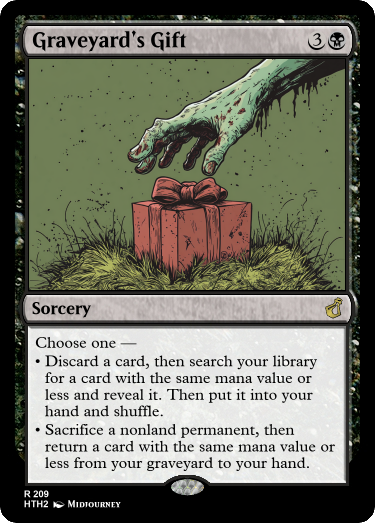 Graveyard's Gift 3
Sorcery
Choose one —
• Discard a card, then search your library
for a card with the same mana value or
less and reveal it. Then put it into your
hand and shuffle.
• Sacrifice a nonland permanent, then
return a card with the same mana value or
less from your graveyard to your hand.
R 209
HTH2 Midjourney